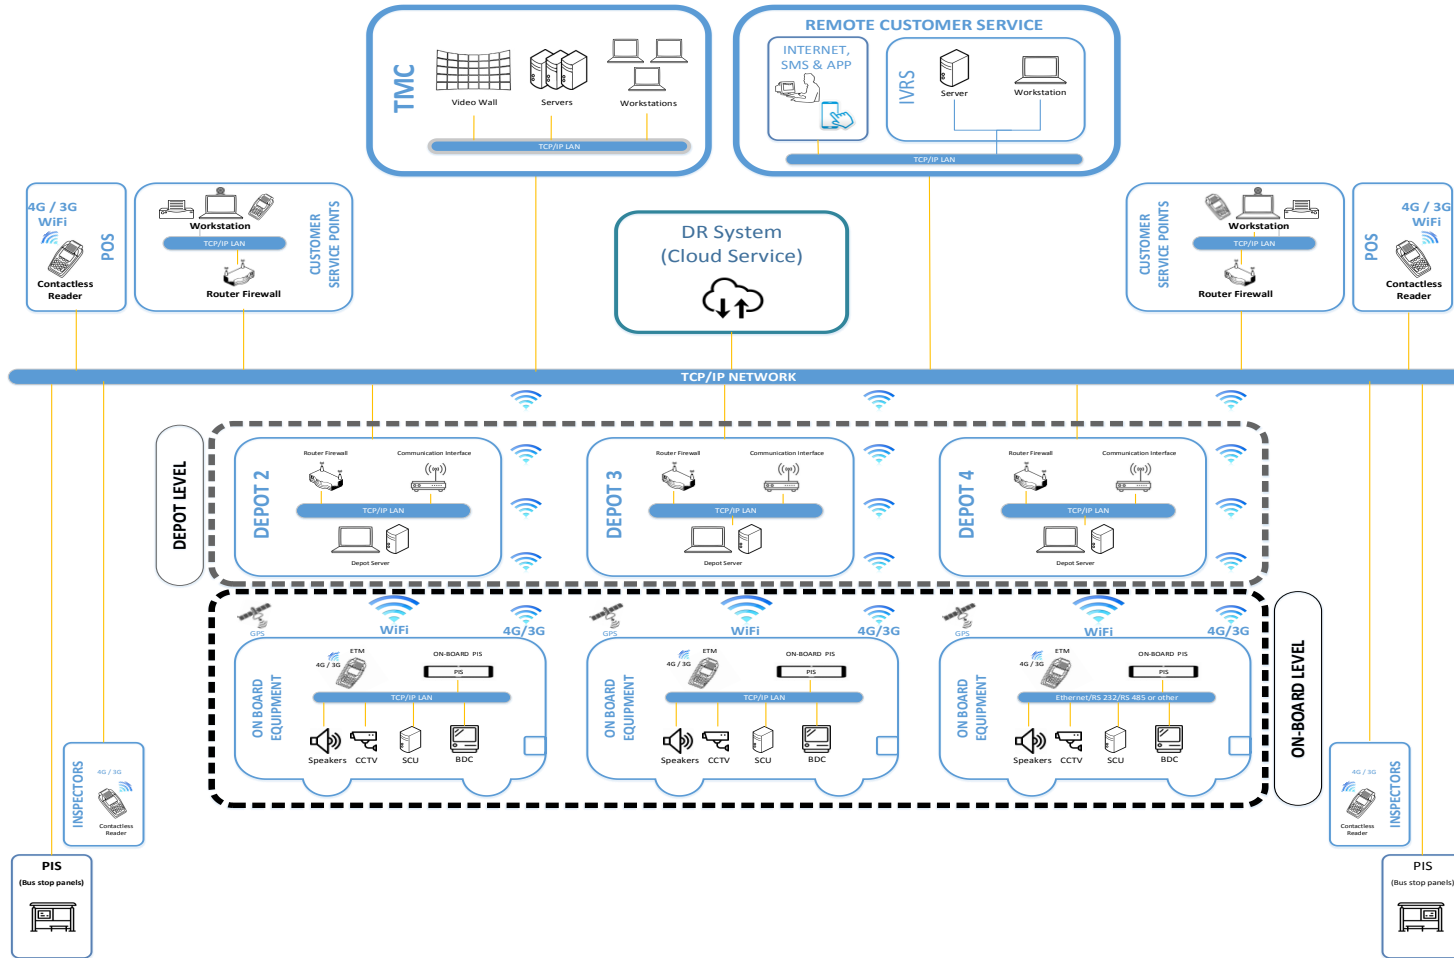 TMC
Video Wall
Servers
Workstations
TCP/IP LAN
REMOTE CUSTOMER SERVICE
INTERNET,
SMS & APP
IVRS
Server
Workstation
TCP/IP LAN
4G / 3G
WiFi
POS
Contactless
Reader
Workstation
TCP/IP LAN
Router Firewall
CUSTOMER
SERVICE POINTS
DR System
(Cloud Service)
CUSTOMER
SERVICE POINTS
Workstation
TCP/IP LAN
Router Firewall
POS
4G / 3G
WiFi
Contactless
Reader
TCP/IP NETWORK
DEPOT LEVEL
DEPOT 2
Router Firewall
Communication Interface
TCP/IP LAN
Depot Server
DEPOT 3
Router Firewall
Communication Interface
TCP/IP LAN
Depot Server
DEPOT 4
Router Firewall
Communication Interface
TCP/IP LAN
Depot Server
ON-BOARD LEVEL
GPS
WiFi
4G/3G
ON BOARD
EQUIPMENT
ETM
4G / 3G
ON-BOARD PIS
PIS
TCP/IP LAN
Speakers
CCTV
SCU
BDC
GPS
WiFi
4G/3G
ON BOARD
EQUIPMENT
ETM
4G / 3G
ON-BOARD PIS
PIS
TCP/IP LAN
Speakers
CCTV
SCU
BDC
GPS
WiFi
4G/3G
ON BOARD
EQUIPMENT
ETM
4G / 3G
ON-BOARD PIS
PIS
Ethernet/RS 232/RS 485 or other
Speakers
CCTV
SCU
BDC
INSPECTORS
4G / 3G
Contactless
Reader
4G / 3G
Contactless
Reader
INSPECTORS
PIS
(Bus stop panels)
PIS
(Bus stop panels)